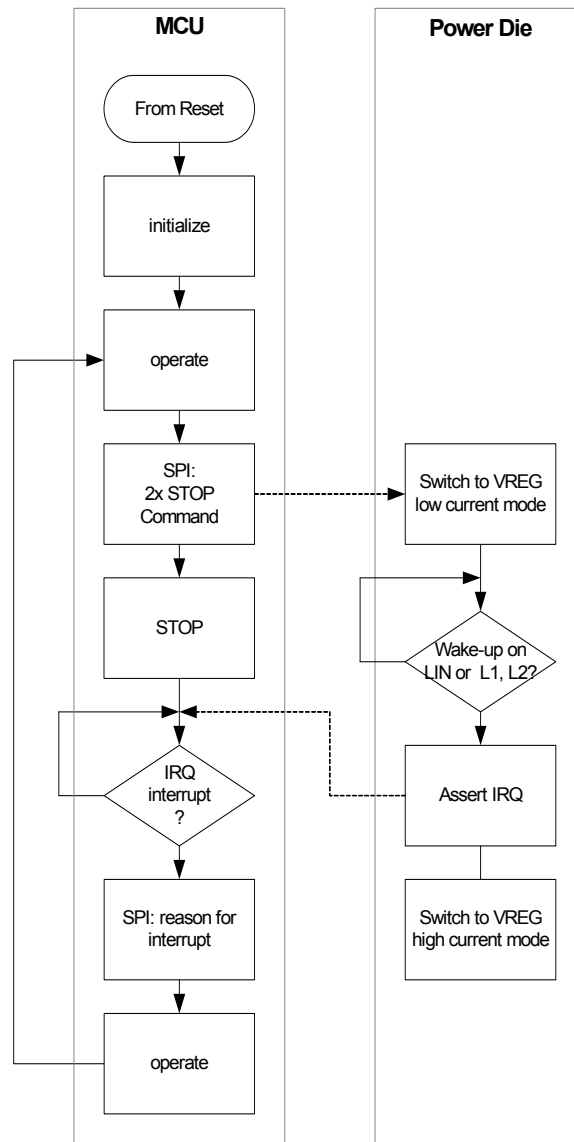 MCU
From Reset
initialize
operate
SPI:
2x STOP
Command
STOP
IRQ
interrupt
?
SPI: reason for
interrupt
operate
Power Die
Switch to VREG
low current mode
Wake-up on
LIN or L1, L2?
Assert IRQ
Switch to VREG
high current mode